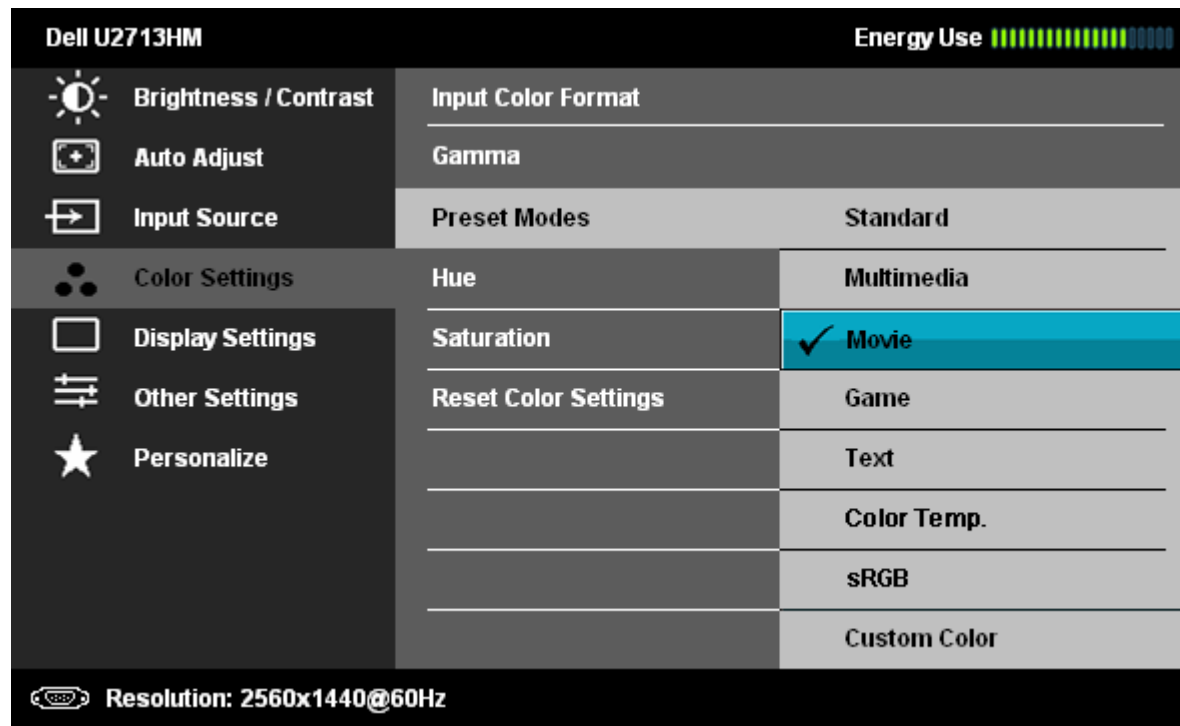 Dell U2713HM Energy Use
Brightness / Contrast Input Color Format
Auto Adjust Gamma
Input Source Preset Modes Standard
Color Settings Hue Multimedia
Display Settings Saturation Movie
Other Settings Reset Color Settings Game
Personalize Text
Color Temp.
sRGB
Custom Color
Resolution: 2560x1440@60Hz